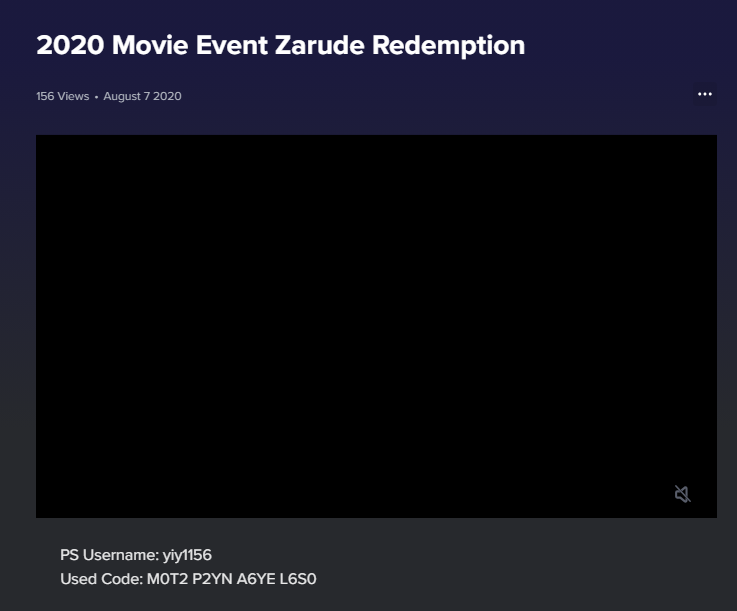 2020 Movie Event Zarude Redemption
156 Views • August 7 2020
PS Username: yiy1156
Used Code: M0T2 P2YN A6YE L6S0